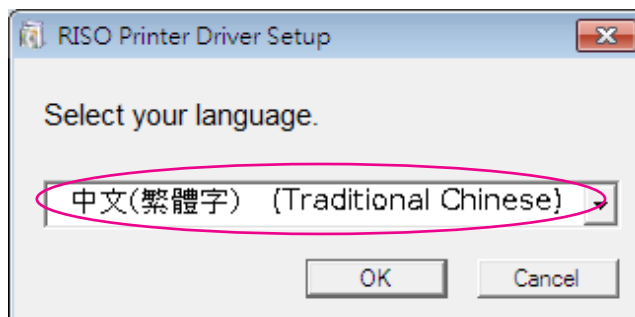 RISO Printer Driver Setup
Select your language.
中文(繁體字) (Traditional Chinese)
OK Cancel